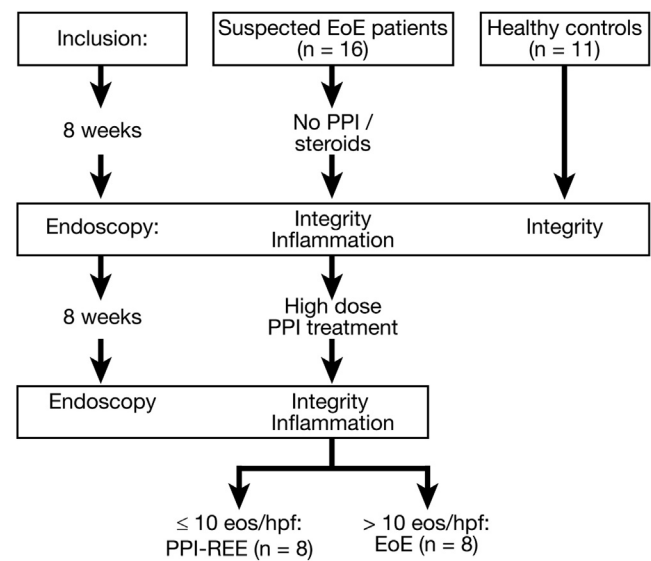 Inclusion:
Suspected EoE patients
(n = 16)
Healthy controls
(n = 11)
8 weeks
No PPI /
steroids
Endoscopy:
Integrity
Inflammation
Integrity
8 weeks
High dose
PPI treatment
Endoscopy
Integrity
Inflammation
≤ 10 eos/hpf:
PPI-REE (n = 8)
> 10 eos/hpf:
EoE (n = 8)